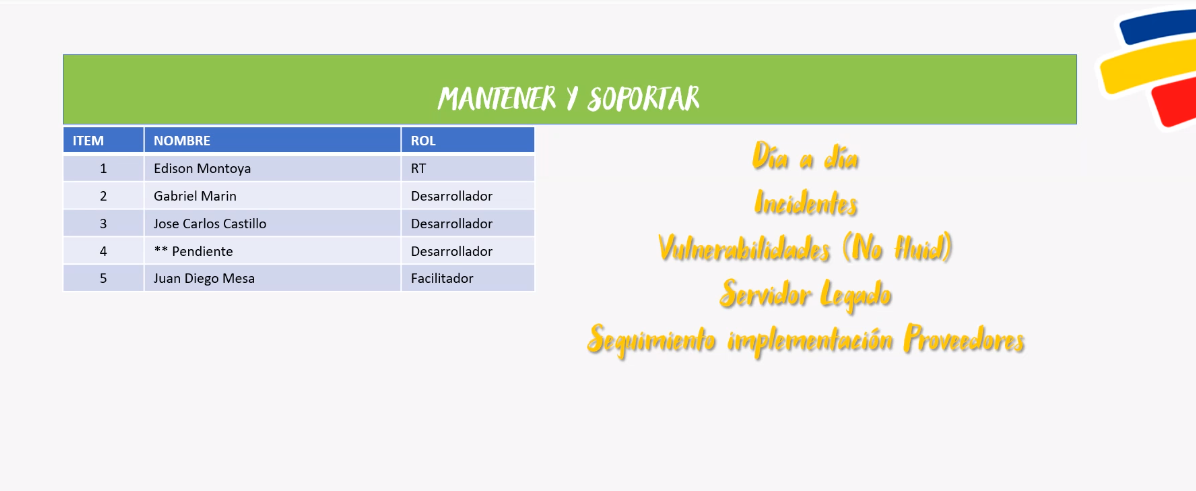 MANTENER Y SOPORTAR
ITEM NOMBRE ROL
1 Edison Montoya RT
2 Gabriel Marin Desarrollador
3 Jose Carlos Castillo Desarrollador
4 ** Pendiente Desarrollador
5 Juan Diego Mesa Facilitador
Día a día
Incidentes
Vulnerabilidades (No fluid)
Servidor Legado
Seguimiento implementación Proveedores